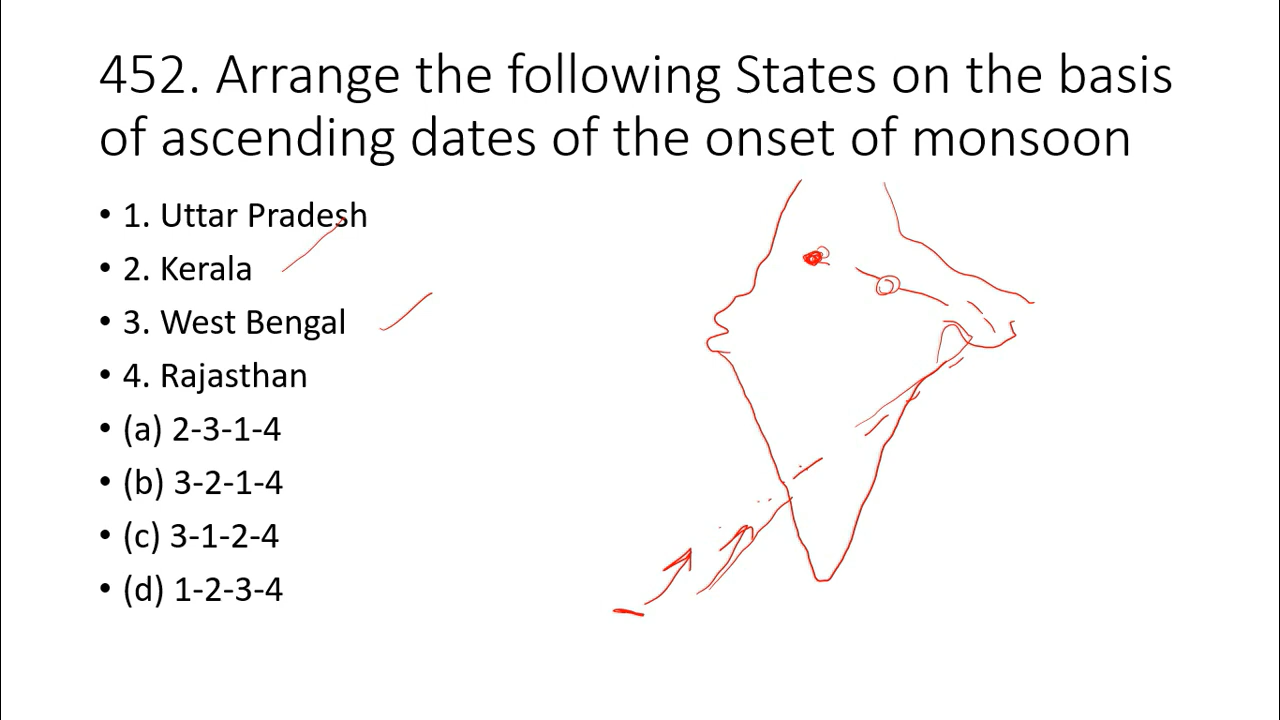 452. Arrange the following States on the basis
of ascending dates of the onset of monsoon
• 1. Uttar Pradesh
• 2. Kerala
• 3. West Bengal
• 4. Rajasthan
• (a) 2-3-1-4
• (b) 3-2-1-4
• (c) 3-1-2-4
• (d) 1-2-3-4